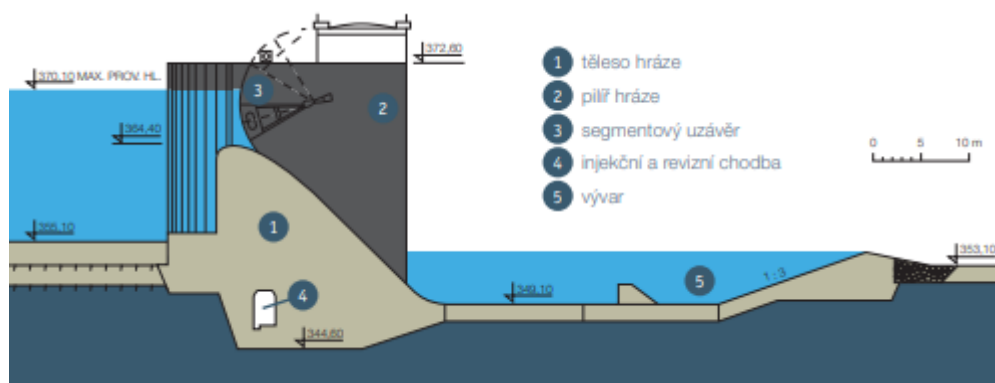 372,60
370,10 MAX. PROV. HL.
364,40
355,10
353,10
349,10
344,60
1 : 3
1
2
3
4
5
1 těleso hráze
2 pilíř hráze
3 segmentový uzávěr
4 injekční a revizní chodba
5 vývar
0 5 10 m